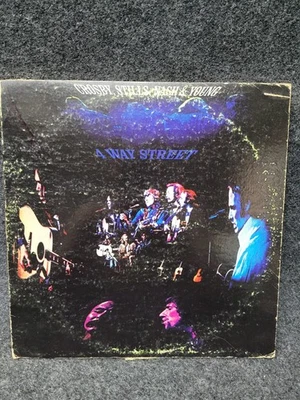 CROSBY, STILLS, NASH & YOUNG
4 WAY STREET